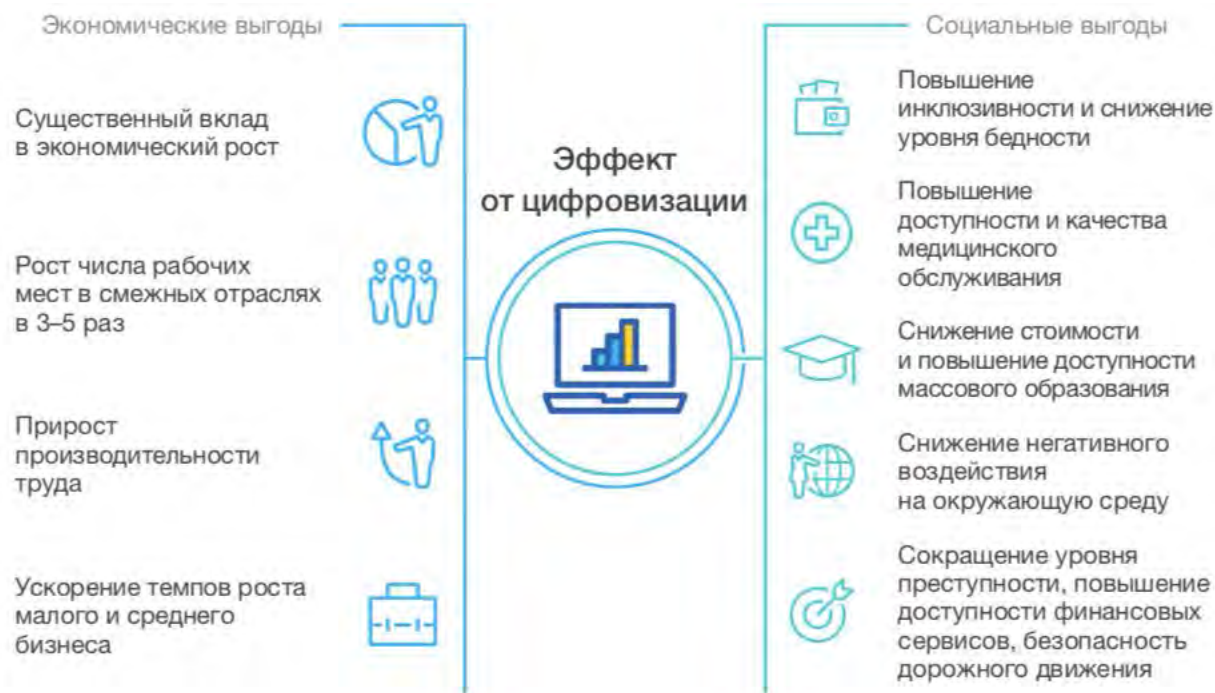 Экономические выгоды
Существенный вклад
в экономический рост
Рост числа рабочих
мест в смежных отраслях
в 3–5 раз
Прирост
производительности
труда
Ускорение темпов роста
малого и среднего
бизнеса
Эффект
от цифровизации
Социальные выгоды
Повышение
инклюзивности и снижение
уровня бедности
Повышение
доступности и качества
медицинского
обслуживания
Снижение стоимости
и повышение доступности
массового образования
Снижение негативного
воздействия
на окружающую среду
Сокращение уровня
преступности, повышение
доступности финансовых
сервисов, безопасность
дорожного движения